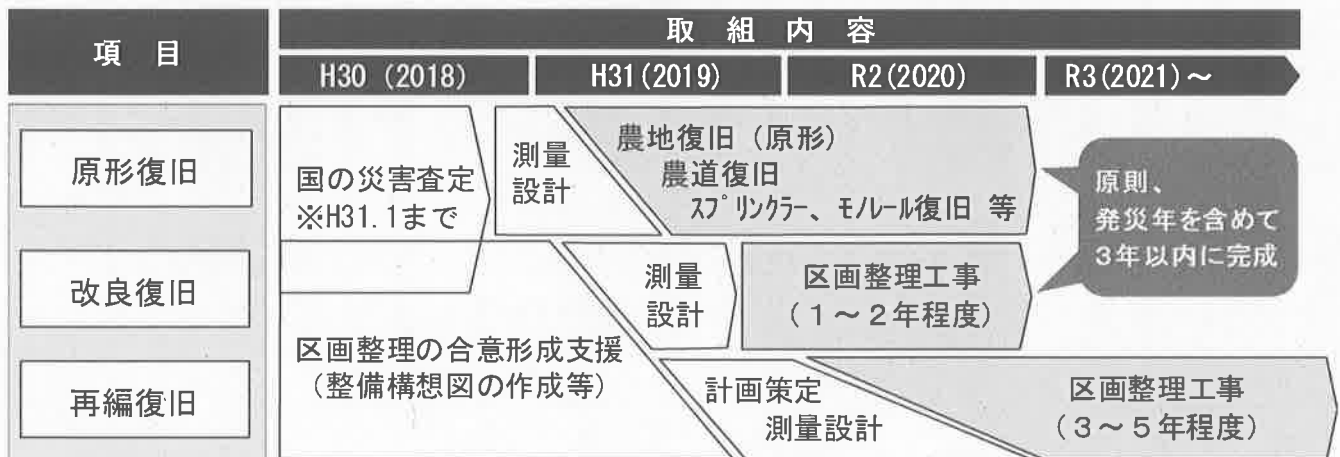 項　目
取　組　内　容
H30（2018）
H31(2019)
R2(2020)
R3(2021)～
原形復旧
国の災害査定
※H31.1まで
測量
設計
農地復旧（原形）
農道復旧
ｽﾌﾟﾘﾝｸﾗｰ、ﾓﾉﾚｰﾙ復旧 等
原則、
発災年を含めて
３年以内に完成
改良復旧
測量
設計
区画整理工事
（１～２年程度）
区画整理の合意形成支援
（整備構想図の作成等）
再編復旧
計画策定
測量設計
区画整理工事
（３～５年程度）